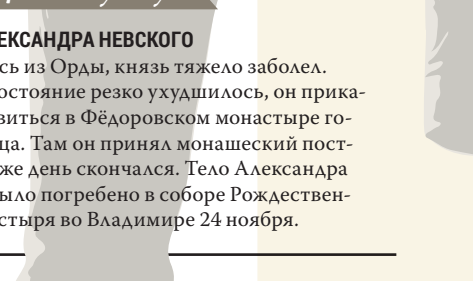 ЕКСАНДРА НЕВСКОГО
сь из Орды, князь тяжело заболел.
остояние резко ухудшилось, он прика-
виться в Фёдоровском монастыре го-
ца. Там он принял монашеский пост-
же день скончался. Тело Александра
ыло погребено в соборе Рождествен-
стыря во Владимире 24 ноября.